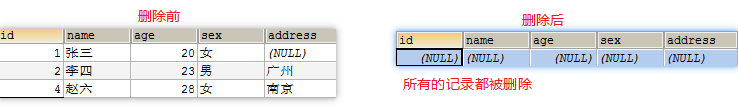 删除前
id name age sex address
1 张三 20 女 (NULL)
2 李四 23 男 广州
4 赵六 28 女 南京
删除后
id name age sex address
(NULL) (NULL) (NULL) (NULL) (NULL)
所有的记录都被删除